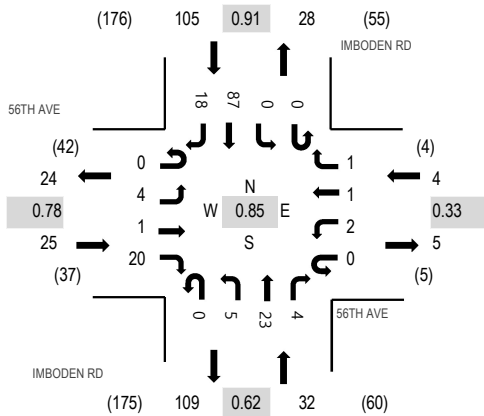 (176) 105 0.91 28 (55)
IMBODEN RD
18 87 0 0
56TH AVE
(42) (4)
0 1
24 4
4 N 1
0.78 W 0.85 E 0.33
1 S 2
25 5
20 0
(37) (5)
0 5 23 4
56TH AVE
IMBODEN RD
(175) 109 0.62 32 (60)